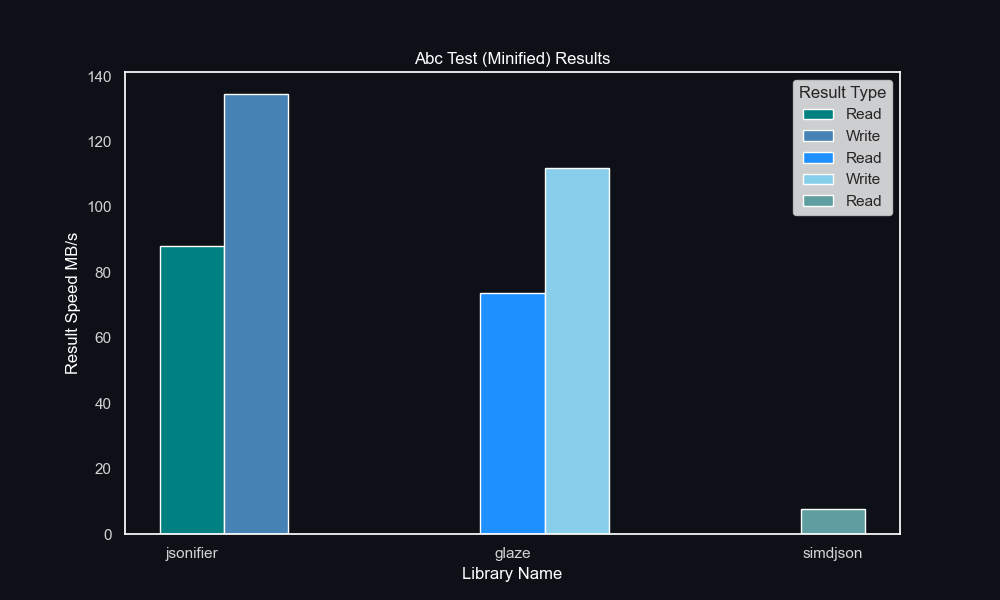 Abc Test (Minified) Results
140
120
100
80
60
40
20
0
Result Speed MB/s
Result Type
Read
Write
Read
Write
Read
jsonifier
glaze
simdjson
Library Name